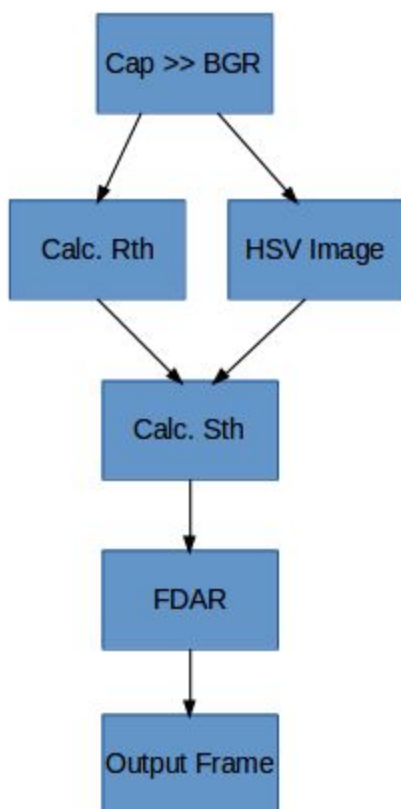 Cap >> BGR
Calc. Rth
HSV Image
Calc. Sth
FDAR
Output Frame